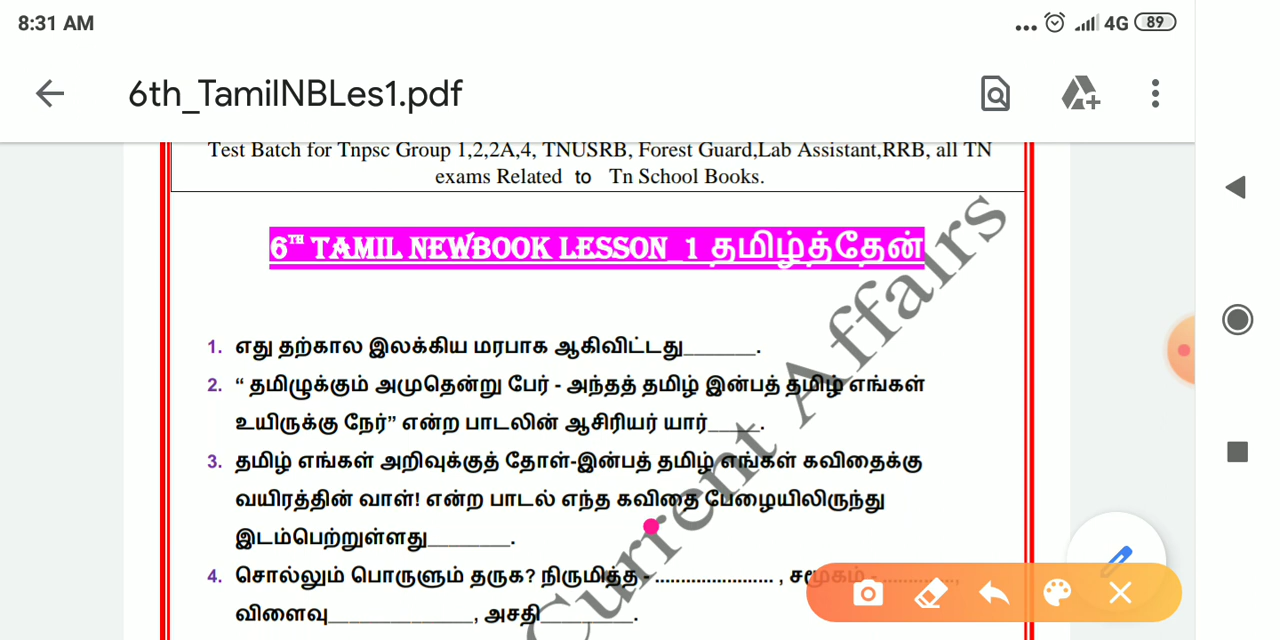 8:31 AM
... 4G 89
6th_TamilNBLes1.pdf
Test Batch for Tnpsc Group 1,2,2A,4, TNUSRB, Forest Guard,Lab Assistant,RRB, all TN
exams Related to Tn School Books.
6TH TAMIL NEWBOOK LESSON_1 தமிழ்த்தேன்
1. எது தற்கால இலக்கிய மரபாக ஆகிவிட்டது______.
2. “ தமிழுக்கும் அமுதென்று பேர் - அந்தத் தமிழ் இன்பத் தமிழ் எங்கள்
உயிருக்கு நேர்” என்ற பாடலின் ஆசிரியர் யார்____.
3. தமிழ் எங்கள் அறிவுக்குத் தோள்-இன்பத் தமிழ் எங்கள் கவிதைக்கு
வயிரத்தின் வாள்! என்ற பாடல் எந்த கவிதை பேழையிலிருந்து
இடம்பெற்றுள்ளது_______.
4. சொல்லும் பொருளும் தருக? நிருமித்த - ....................... , சமூகம் - ..............,
விளைவு____________, அசதி________.
Current Affairs